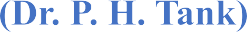 (Dr. P. H. Tank)